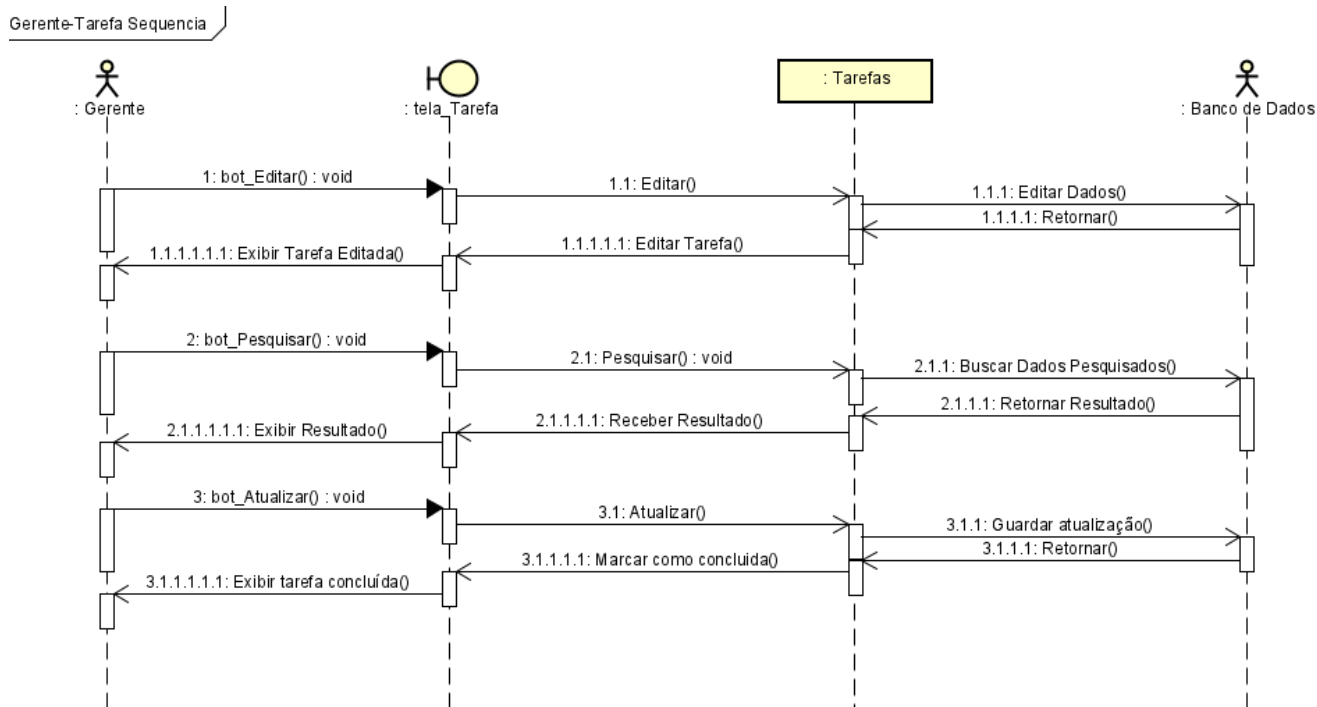 Gerente-Tarefa Sequencia
: Gerente
: tela_Tarefa
: Tarefas
: Banco de Dados
1: bot_Editar() : void
1.1: Editar()
1.1.1: Editar Dados()
1.1.1.1: Retornar()
1.1.1.1.1: Editar Tarefa()
1.1.1.1.1.1: Exibir Tarefa Editada()
2: bot_Pesquisar() : void
2.1: Pesquisar() : void
2.1.1: Buscar Dados Pesquisados()
2.1.1.1: Retornar Resultado()
2.1.1.1.1: Receber Resultado()
2.1.1.1.1.1: Exibir Resultado()
3: bot_Atualizar() : void
3.1: Atualizar()
3.1.1: Guardar atualização()
3.1.1.1: Retornar()
3.1.1.1.1: Marcar como concluida()
3.1.1.1.1.1: Exibir tarefa concluída()